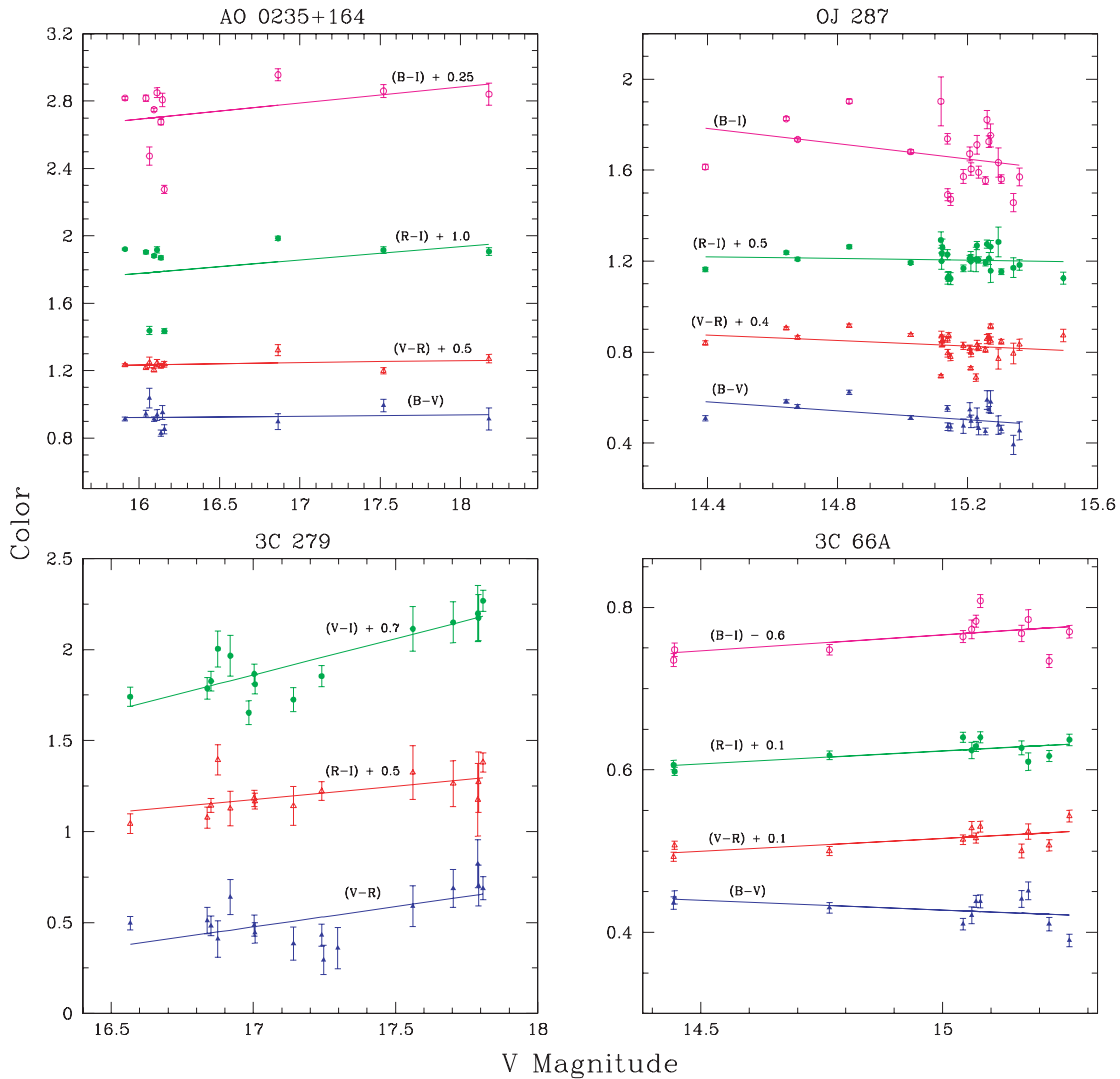 AO 0235+164
OJ 287
3.2
2.8
2.4
2
1.6
1.2
0.8
(B−I) + 0.25
(R−I) + 1.0
(V−R) + 0.5
(B−V)
16
16.5
17
17.5
18
2
1.6
1.2
0.8
0.4
(B−I)
(R−I) + 0.5
(V−R) + 0.4
(B−V)
14.4
14.8
15.2
15.6
Color
3C 279
3C 66A
2.5
2
1.5
1
0.5
0
(V−I) + 0.7
(R−I) + 0.5
(V−R)
16.5
17
17.5
18
0.8
0.6
0.4
(B−I) − 0.6
(R−I) + 0.1
(V−R) + 0.1
(B−V)
14.5
15
V Magnitude